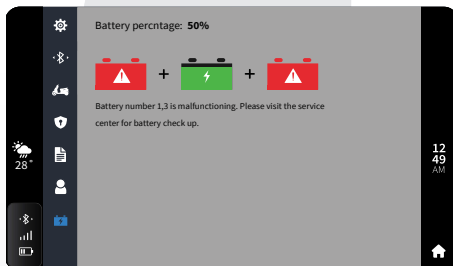 Battery percntage: 50%
+ +
Battery number 1,3 is malfunctioning. Please visit the service
center for battery check up.
28°
12
49
AM